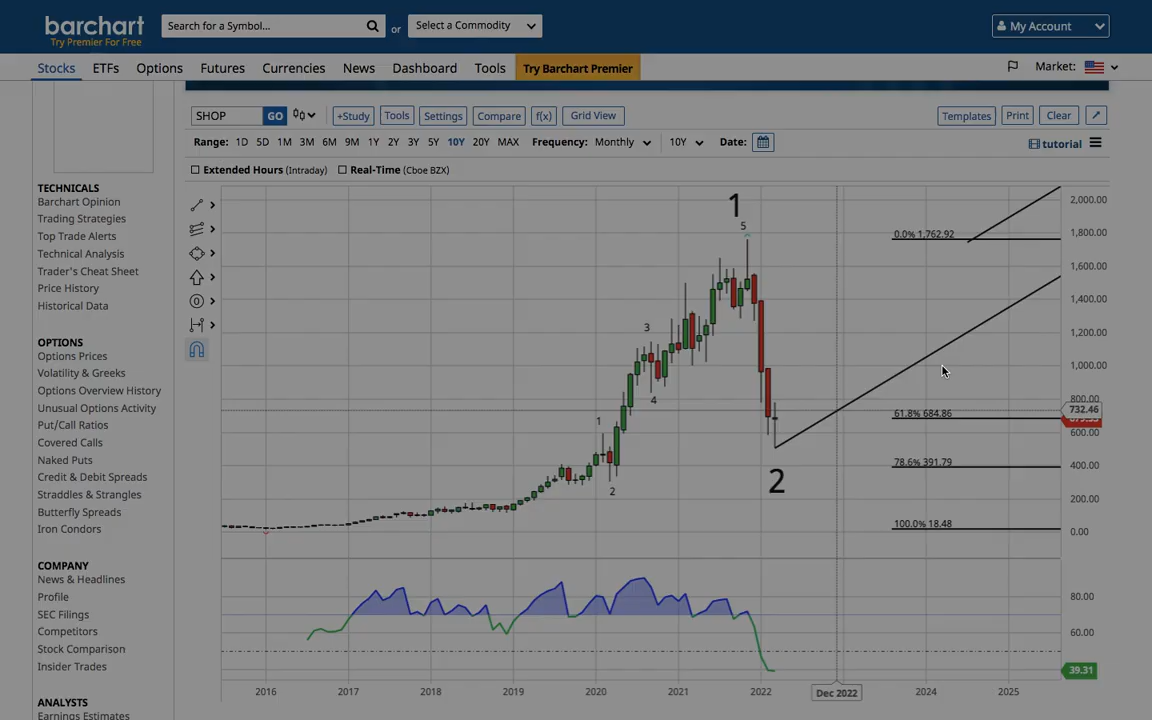 barchart
Try Premier For Free
Search for a Symbol...
or
Select a Commodity
My Account
Stocks
ETFs
Options
Futures
Currencies
News
Dashboard
Tools
Try Barchart Premier
Market:
SHOP
GO
+Study
Tools
Settings
Compare
f(x)
Grid View
Templates
Print
Clear
Range: 1D 5D 1M 3M 6M 9M 1Y 2Y 3Y 5Y 10Y 20Y MAX Frequency: Monthly 10Y Date:
tutorial
Extended Hours (Intraday)
Real-Time (Cboe BZX)
TECHNICALS
Barchart Opinion
Trading Strategies
Top Trade Alerts
Technical Analysis
Trader's Cheat Sheet
Price History
Historical Data
OPTIONS
Options Prices
Volatility & Greeks
Options Overview History
Unusual Options Activity
Put/Call Ratios
Covered Calls
Naked Puts
Credit & Debit Spreads
Straddles & Strangles
Butterfly Spreads
Iron Condors
COMPANY
News & Headlines
Profile
SEC Filings
Competitors
Stock Comparison
Insider Trades
ANALYSTS
Earnings Estimates
1
5
3
4
1
2
2
0.0% 1,762.92
61.8% 684.86
78.6% 391.79
100.0% 18.48
2,000.00
1,800.00
1,600.00
1,400.00
1,200.00
1,000.00
800.00
732.46
600.00
400.00
200.00
0.00
80.00
60.00
39.31
2016
2017
2018
2019
2020
2021
2022
Dec 2022
2024
2025